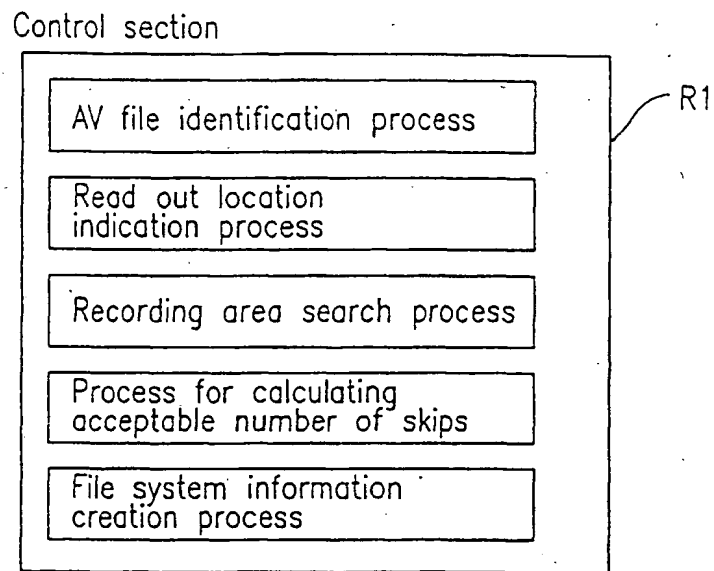 Control section
R1
AV file identification process
Read out location
indication process
Recording area search process
Process for calculating
acceptable number of skips
File system information
creation process